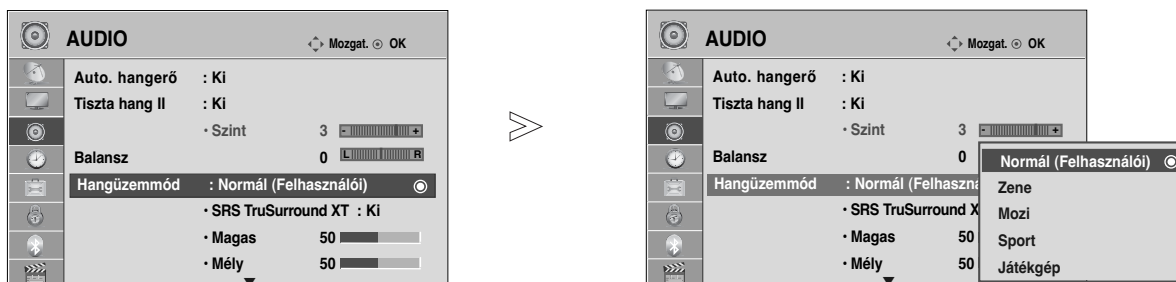 AUDIO
Mozgat. OK
Auto. hangerő : Ki
Tiszta hang II : Ki
• Szint 3 - +
Balansz 0 L R
Hangüzemmód : Normál (Felhasználói)
• SRS TruSurround XT : Ki
• Magas 50
• Mély 50
AUDIO
Mozgat. OK
Auto. hangerő : Ki
Tiszta hang II : Ki
• Szint 3 - +
Balansz 0
Hangüzemmód : Normál (Felhaszná
• SRS TruSurround X
• Magas 50
• Mély 50
Normál (Felhasználói)
Zene
Mozi
Sport
Játékgép